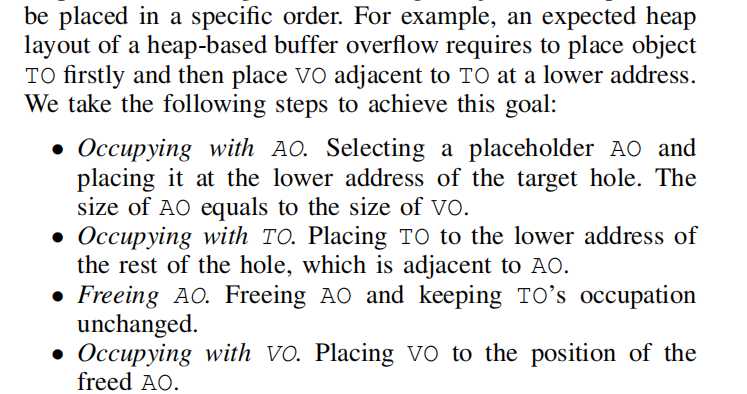 be placed in a specific order. For example, an expected heap
layout of a heap-based buffer overflow requires to place object
TO firstly and then place VO adjacent to TO at a lower address.
We take the following steps to achieve this goal:
• Occupying with AO. Selecting a placeholder AO and
placing it at the lower address of the target hole. The
size of AO equals to the size of VO.
• Occupying with TO. Placing TO to the lower address of
the rest of the hole, which is adjacent to AO.
• Freeing AO. Freeing AO and keeping TO's occupation
unchanged.
• Occupying with VO. Placing VO to the position of the
freed AO.